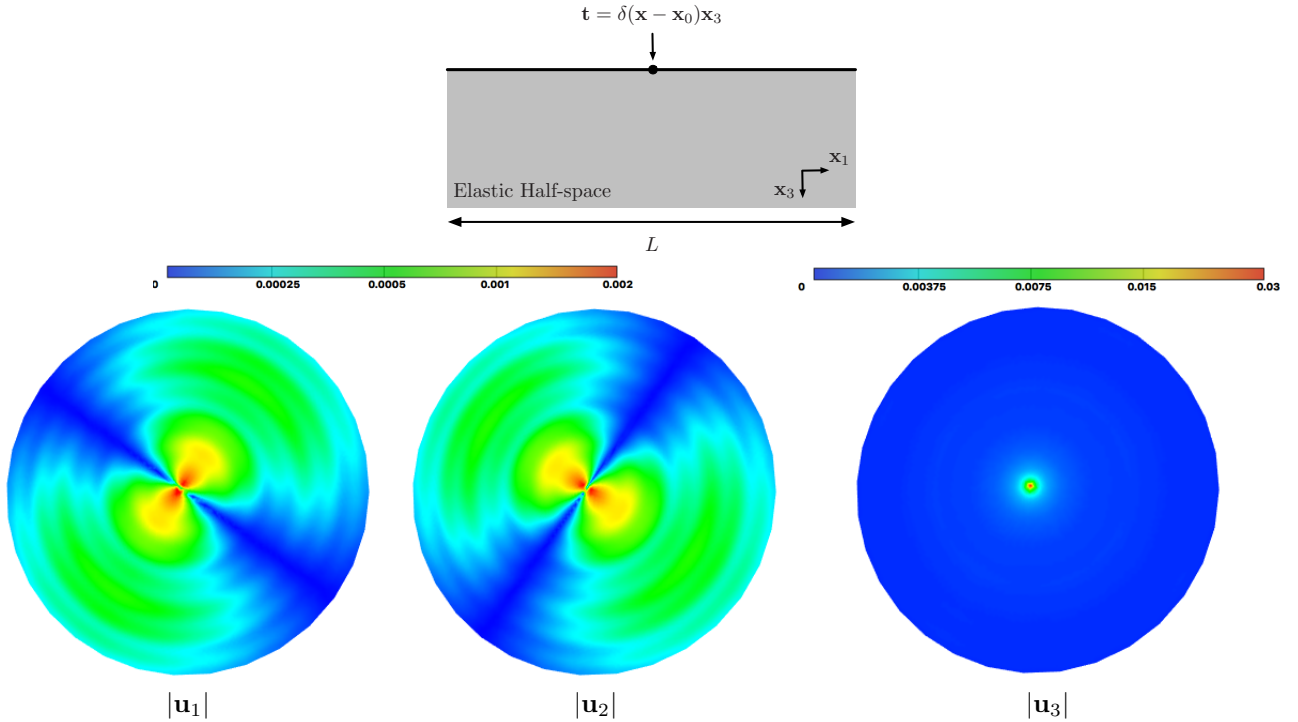 t = δ(x − x₀)x₃
x₁
Elastic Half-space
x₃
L
0 0.00025 0.0005 0.001 0.002
0 0.00375 0.0075 0.015 0.03
|u₁| |u₂| |u₃|